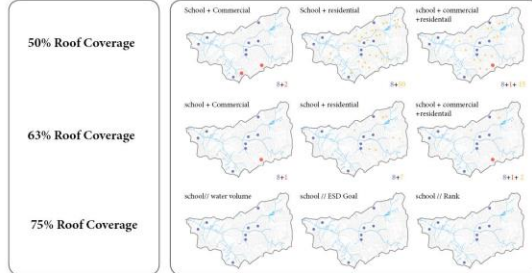 50% Roof Coverage
School + Commercial
School + residential
school + commercial
+residentail
8+2
63% Roof Coverage
school + Commercial
School + residential
school + commercial
+residentail
8+1
75% Roof Coverage
school// water volume
school // ESD Goal
school // Rank